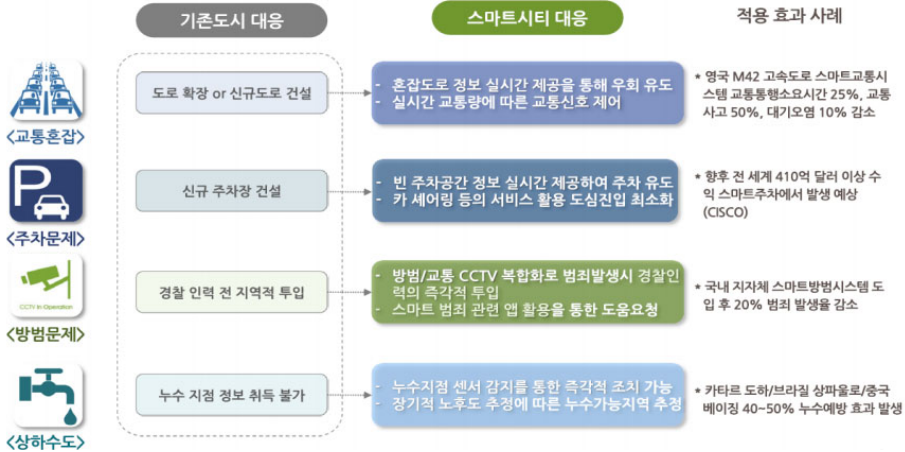 기존도시 대응
스마트시티 대응
적용 효과 사례
<교통혼잡>
도로 확장 or 신규도로 건설
- 혼잡도로 정보 실시간 제공을 통해 우회 유도
- 실시간 교통량에 따른 교통신호 제어
* 영국 M42 고속도로 스마트교통시
스템 교통통행소요시간 25%, 교통
사고 50%, 대기오염 10% 감소
P
<주차문제>
신규 주차장 건설
- 빈 주차공간 정보 실시간 제공하여 주차 유도
- 카 셰어링 등의 서비스 활용 도심진입 최소화
* 향후 전 세계 410억 달러 이상 수
익 스마트주차에서 발생 예상
(CISCO)
CCTV In Operation
<방범문제>
경찰 인력 전 지역적 투입
- 방범/교통 CCTV 복합화로 범죄발생시 경찰인
력의 즉각적 투입
- 스마트 범죄 관련 앱 활용을 통한 도움요청
* 국내 지자체 스마트방범시스템 도
입 후 20% 범죄 발생율 감소
<상하수도>
누수 지점 정보 취득 불가
- 누수지점 센서 감지를 통한 즉각적 조치 가능
- 장기적 노후도 추정에 따른 누수가능지역 추정
* 카타르 도하/브라질 상파울로/중국
베이징 40~50% 누수예방 효과 발생